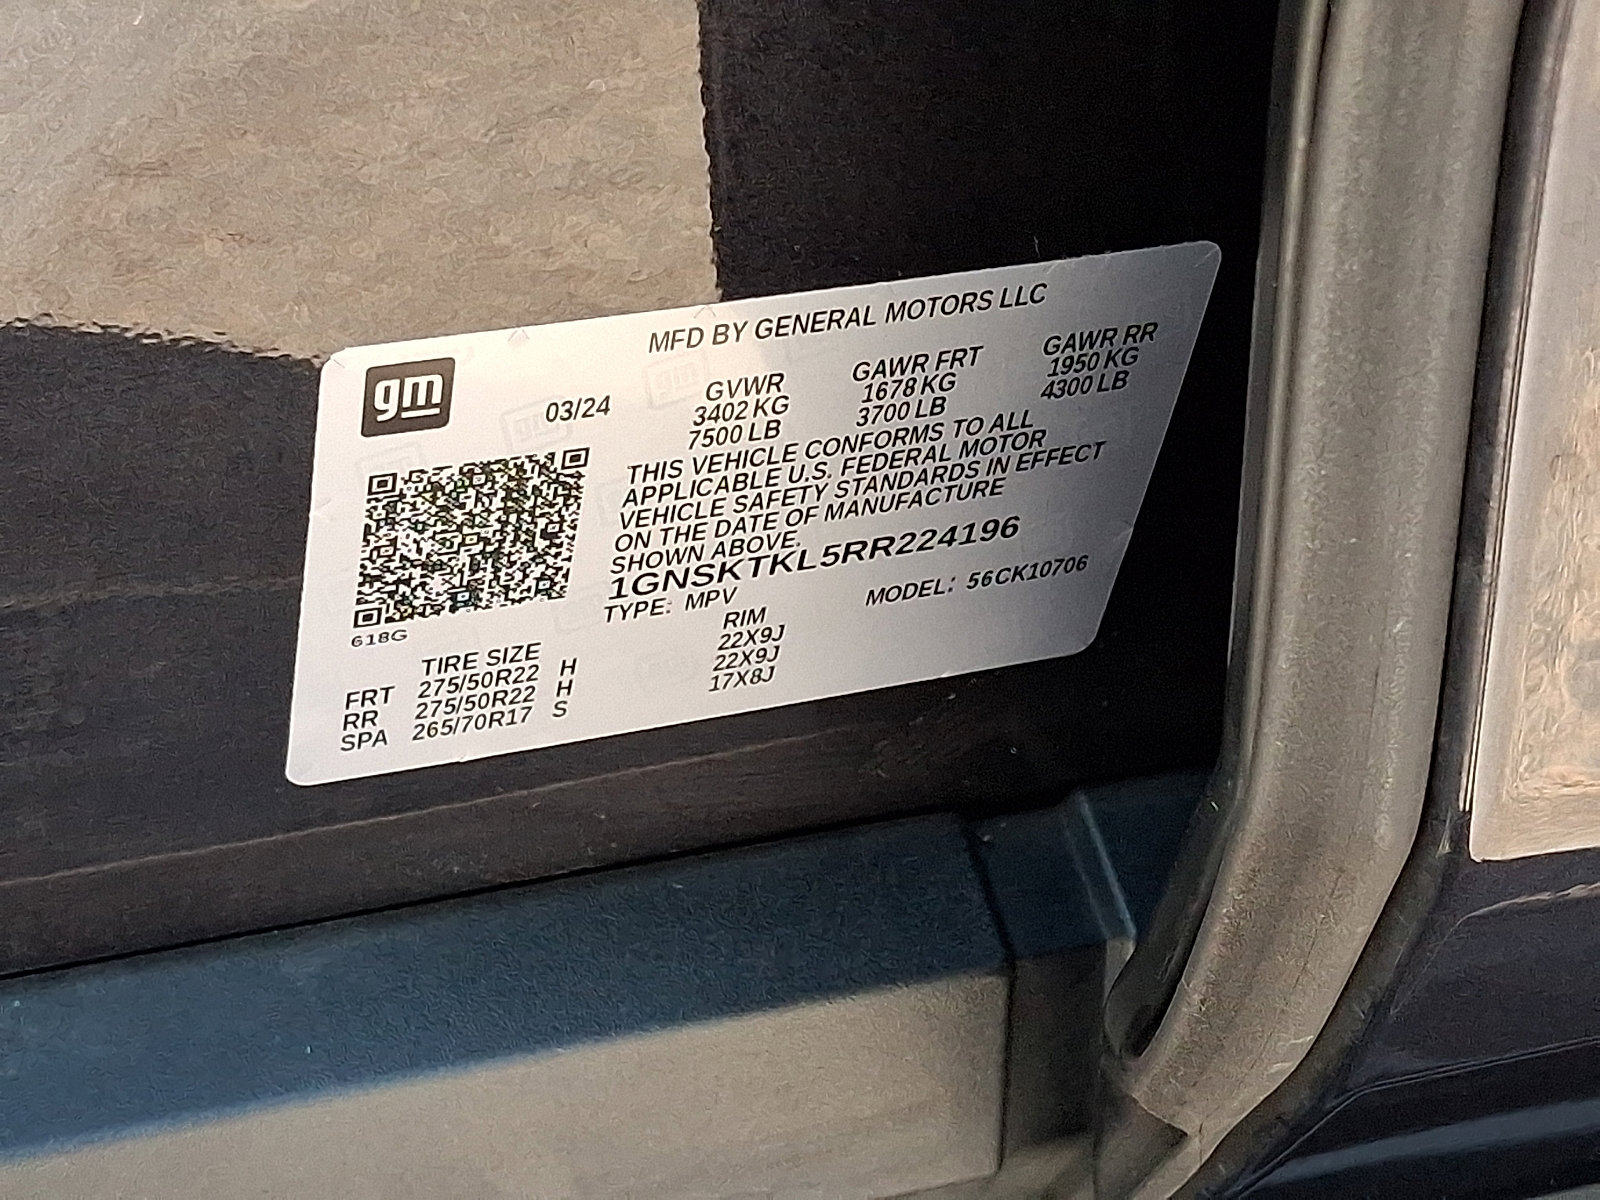 MFD BY GENERAL MOTORS LLC
gm
03/24
GVWR GAWR FRT GAWR RR
3402 KG 1678 KG 1950 KG
7500 LB 3700 LB 4300 LB
THIS VEHICLE CONFORMS TO ALL
APPLICABLE U.S. FEDERAL MOTOR
VEHICLE SAFETY STANDARDS IN EFFECT
ON THE DATE OF MANUFACTURE
SHOWN ABOVE.
1GNSKTKL5RR224196
TYPE: MPV MODEL: 56CK10706
618G
TIRE SIZE RIM
FRT 275/50R22 H 22X9J
RR 275/50R22 H 22X9J
SPA 265/70R17 S 17X8J